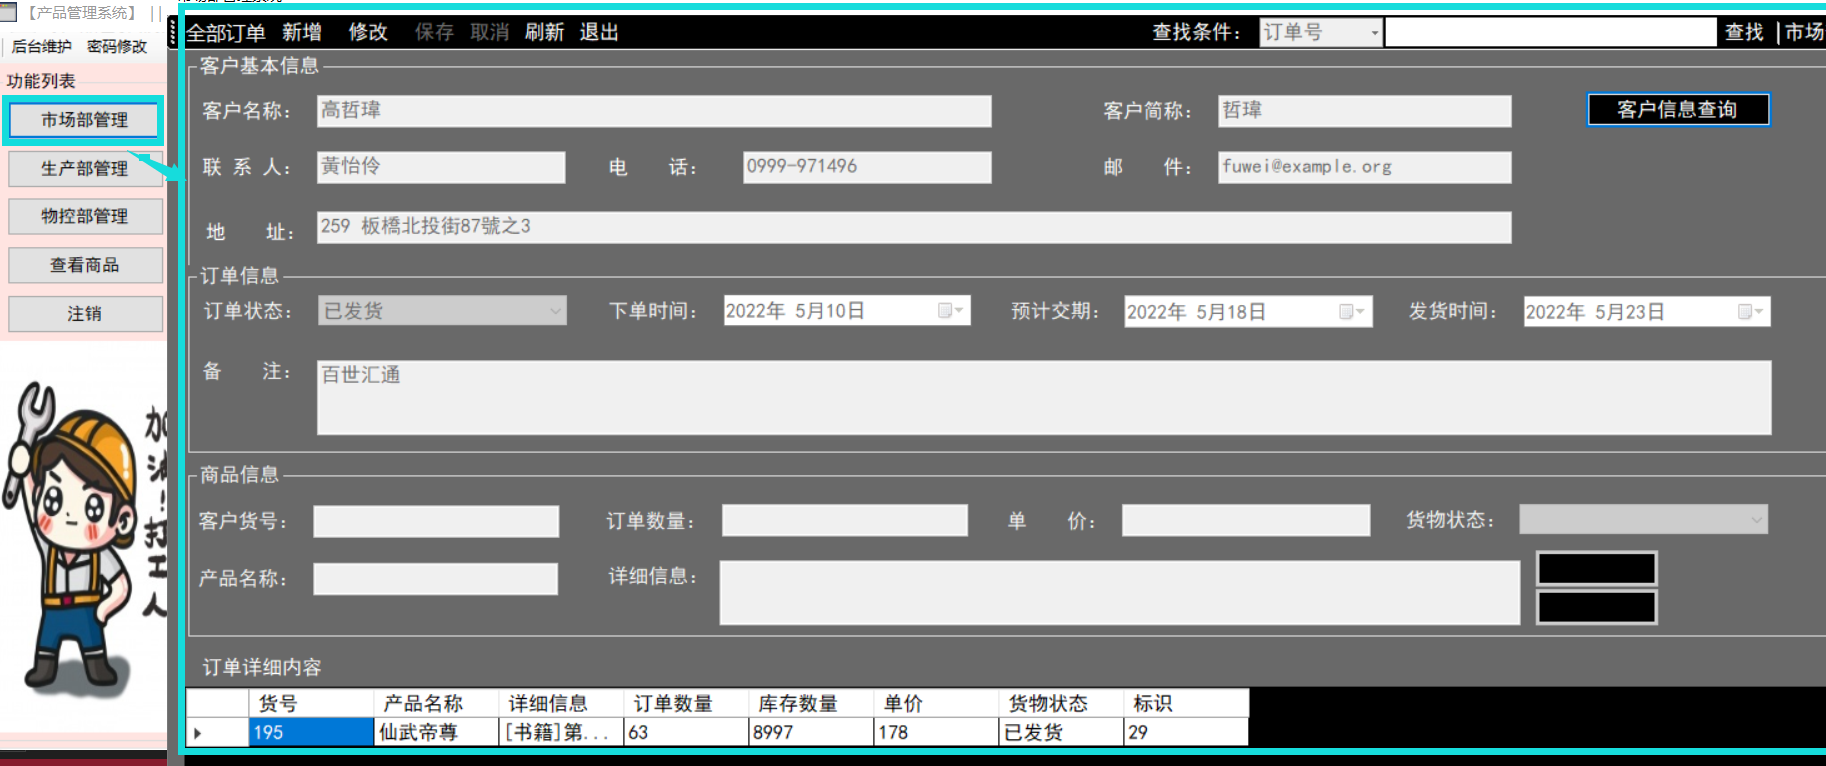 【产品管理系统】 ||
后台维护 密码修改
功能列表
市场部管理
生产部管理
物控部管理
查看商品
注销
加油！打工人
全部订单 新增 修改 保存 取消 刷新 退出 查找条件： 订单号 查找 |市场
客户基本信息
客户名称： 高哲瑋 客户简称： 哲瑋 客户信息查询
联 系 人： 黃怡伶 电 话： 0999-971496 邮 件： fuwei@example.org
地 址： 259 板橋北投街87號之3
订单信息
订单状态： 已发货 下单时间： 2022年 5月10日 预计交期： 2022年 5月18日 发货时间： 2022年 5月23日
备 注： 百世汇通
商品信息
客户货号： 订单数量： 单 价： 货物状态：
产品名称： 详细信息：
订单详细内容
货号 产品名称 详细信息 订单数量 库存数量 单价 货物状态 标识
195 仙武帝尊 [书籍]第... 63 8997 178 已发货 29